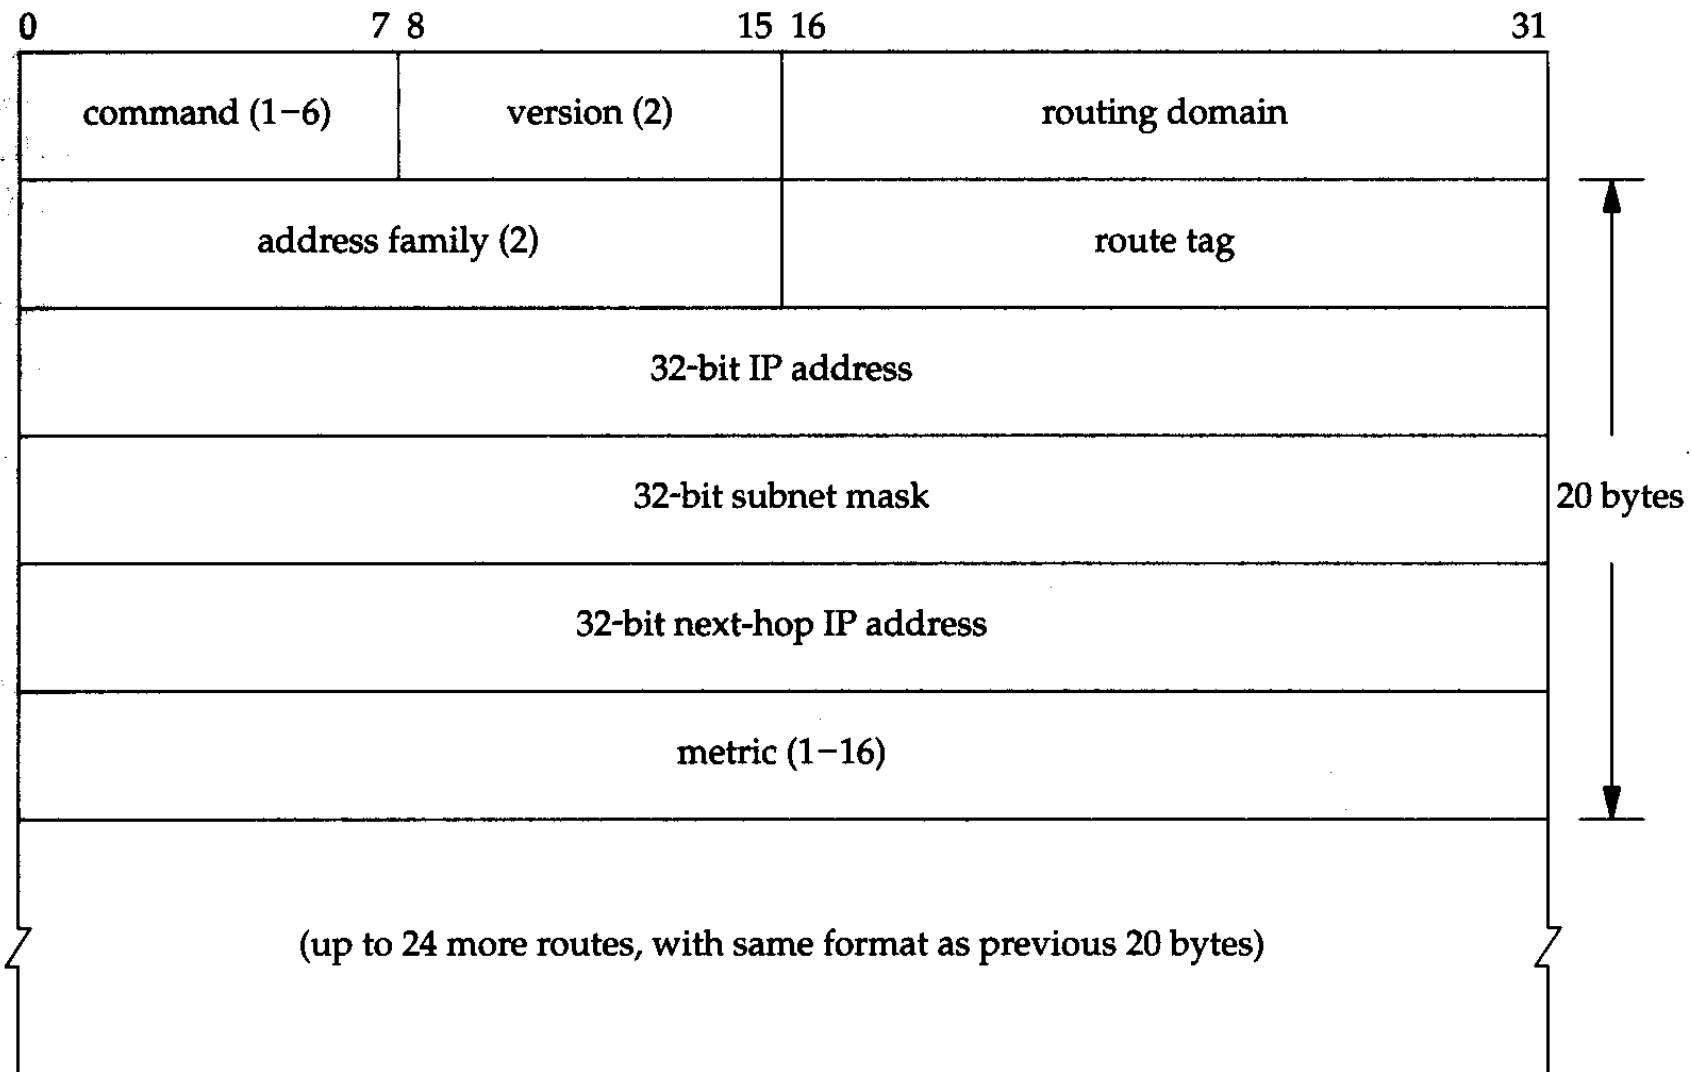 0 7 8 15 16 31
command (1−6) version (2) routing domain
address family (2) route tag
32-bit IP address
32-bit subnet mask
20 bytes
32-bit next-hop IP address
metric (1−16)
(up to 24 more routes, with same format as previous 20 bytes)